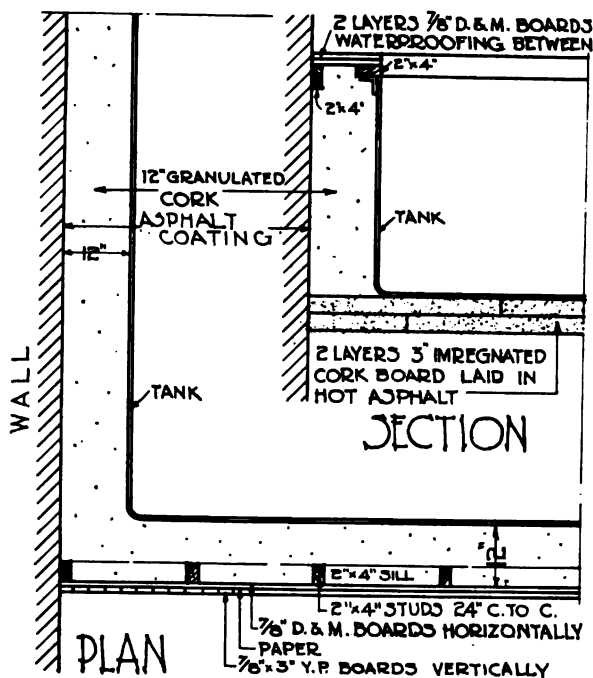 2 LAYERS 7/8" D. & M. BOARDS
WATERPROOFING BETWEEN
2"x4"
2"x4"
12" GRANULATED
CORK
ASPHALT
COATING
12"
TANK
2 LAYERS 3" IMREGNATED
CORK BOARD LAID IN
HOT ASPHALT
WALL
TANK
SECTION
12"
2"x4" SILL
2"x4" STUDS 24" C. TO C.
7/8" D. & M. BOARDS HORIZONTALLY
PAPER
7/8"x3" Y.P. BOARDS VERTICALLY
PLAN